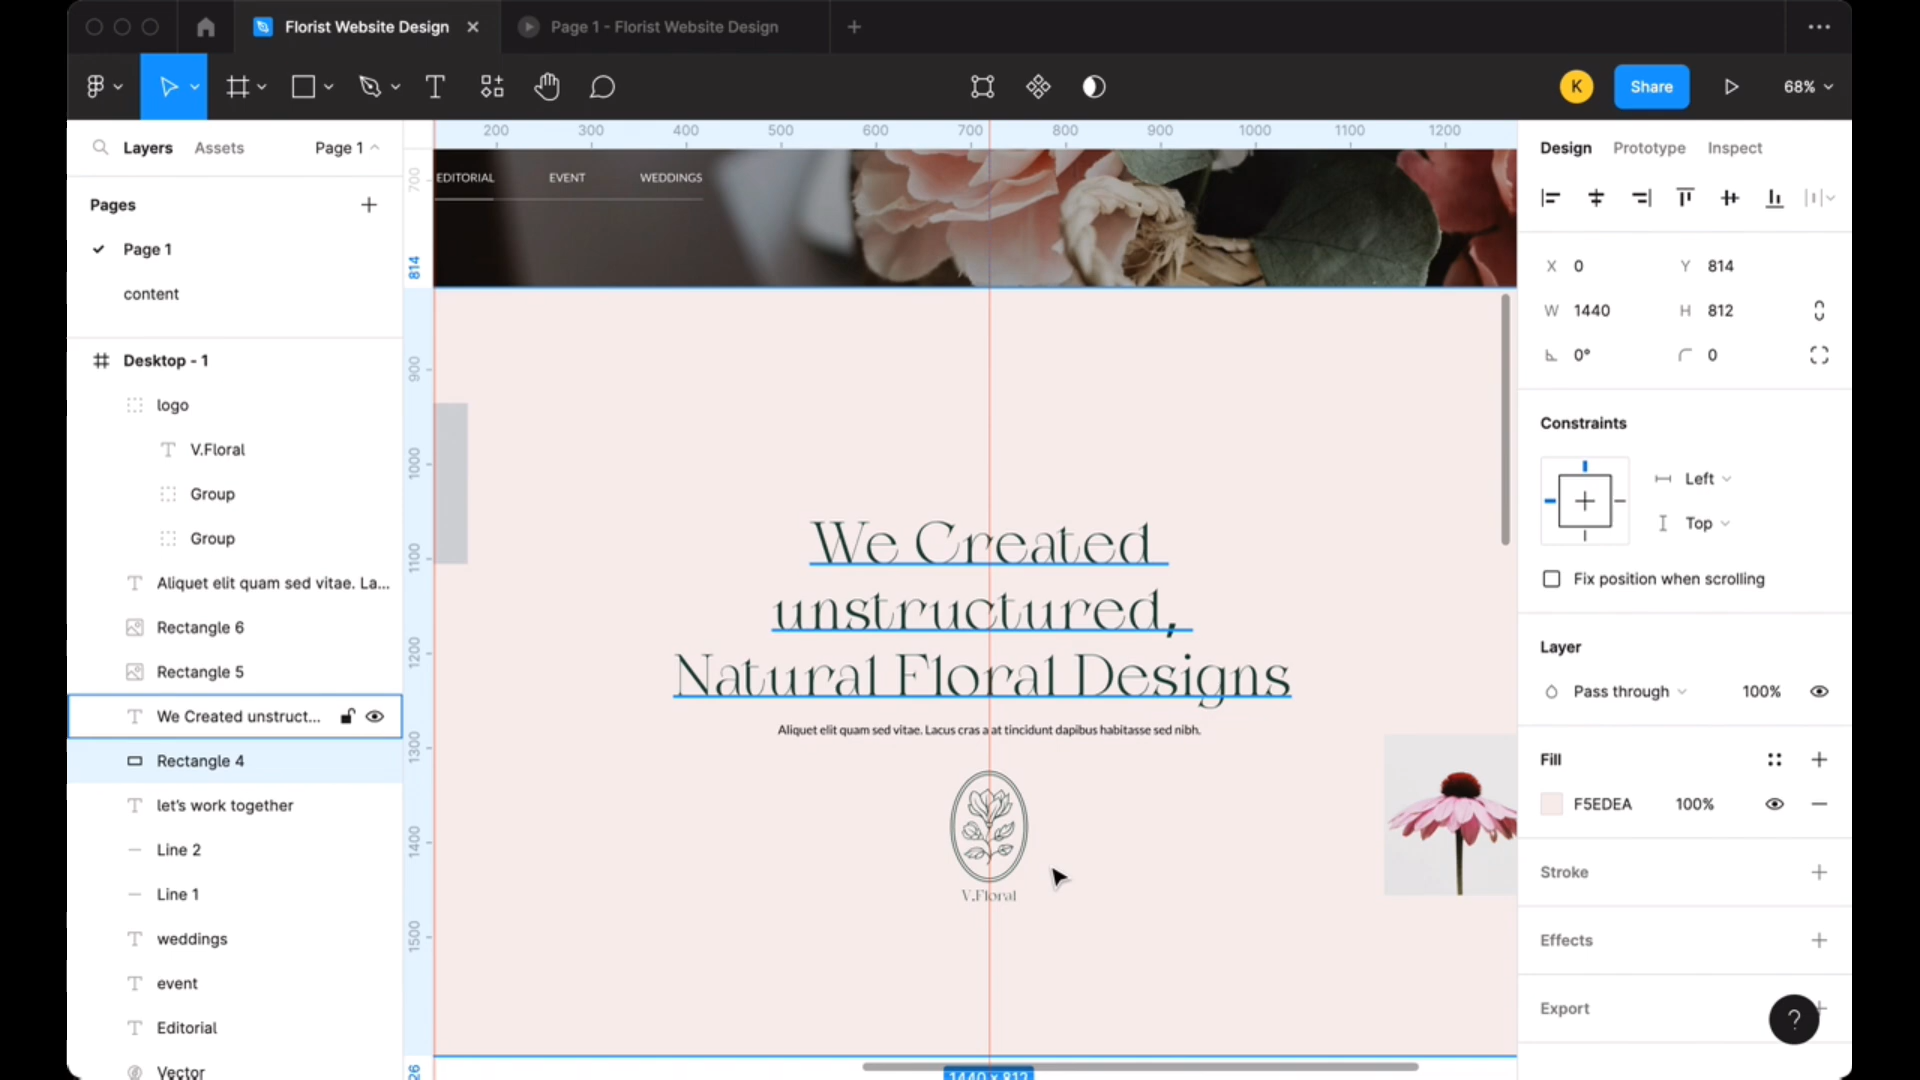 Florist Website Design
Page 1 - Florist Website Design
K
Share
68%
Layers
Assets
Page 1
Pages
Page 1
content
Desktop - 1
logo
V.Floral
Group
Group
Aliquet elit quam sed vitae. La...
Rectangle 6
Rectangle 5
We Created unstruct...
Rectangle 4
let's work together
Line 2
Line 1
weddings
event
Editorial
Vector
200 300 400 500 600 700 800 900 1000 1100 1200
700
814
900
1000
1100
1200
1300
1400
1500
26
EDITORIAL EVENT WEDDINGS
We Created
unstructured,
Natural Floral Designs
Aliquet elit quam sed vitae. Lacus cras a at tincidunt dapibus habitasse sed nibh.
V.Floral
1440 x 812
Design
Prototype
Inspect
X 0 Y 814
W 1440 H 812
0° 0
Constraints
Left
Top
Fix position when scrolling
Layer
Pass through 100%
Fill
F5EDEA 100%
Stroke
Effects
Export
?